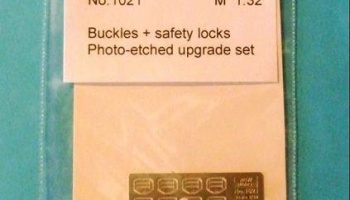 No.1021 M 1:32
Buckles + safety locks
Photo-etched upgrade set